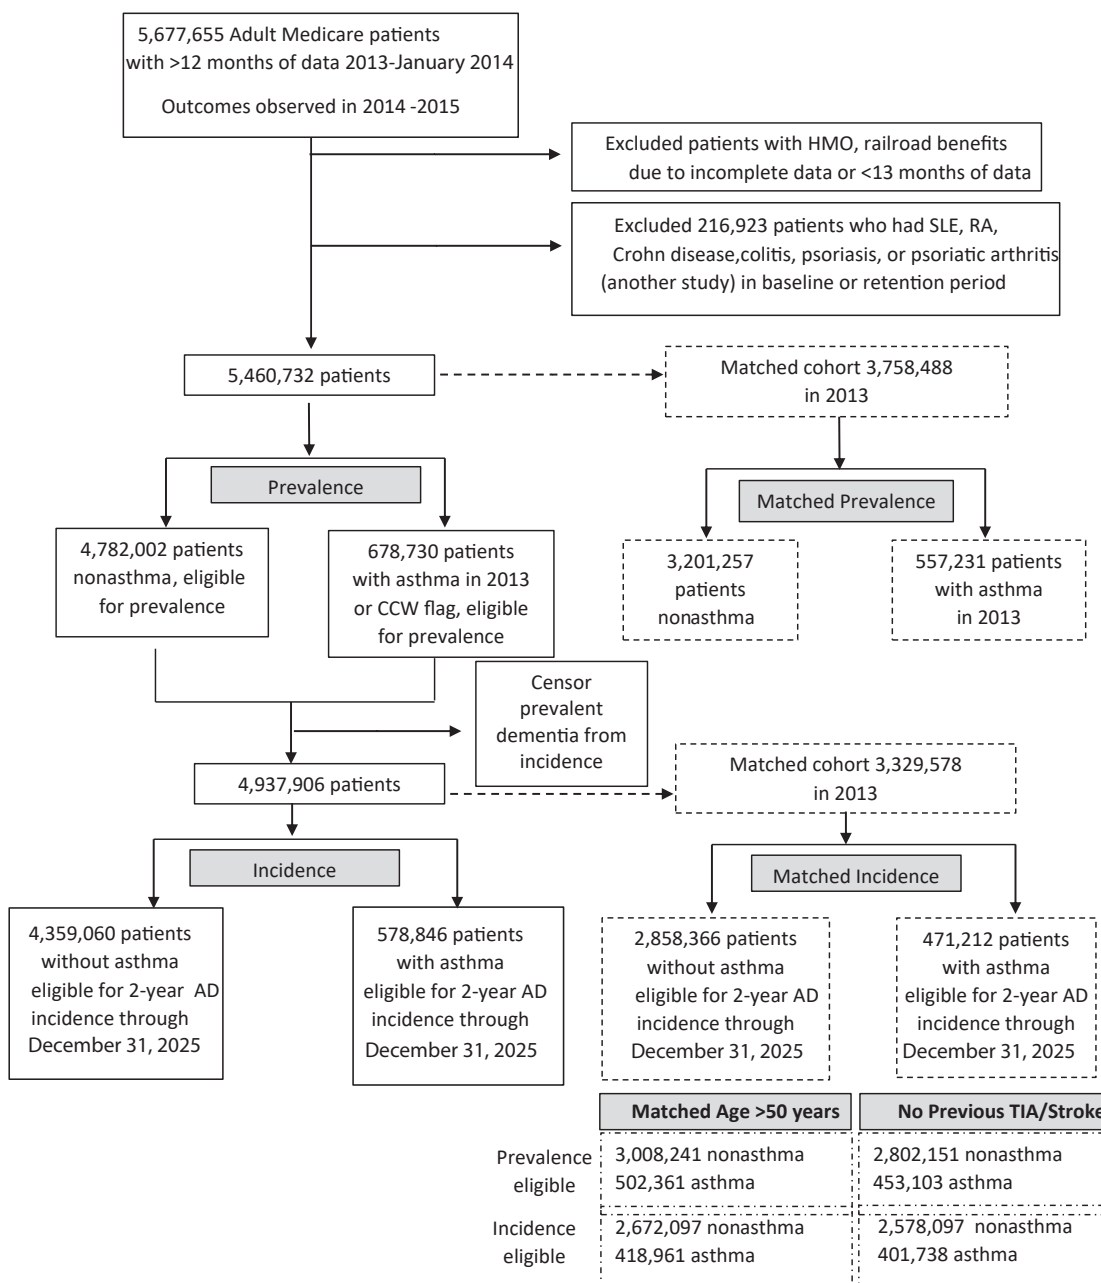 5,677,655 Adult Medicare patients
with >12 months of data 2013-January 2014
Outcomes observed in 2014 -2015
Excluded patients with HMO, railroad benefits
due to incomplete data or <13 months of data
Excluded 216,923 patients who had SLE, RA,
Crohn disease,colitis, psoriasis, or psoriatic arthritis
(another study) in baseline or retention period
5,460,732 patients
Matched cohort 3,758,488
in 2013
Prevalence
Matched Prevalence
4,782,002 patients
nonasthma, eligible
for prevalence
678,730 patients
with asthma in 2013
or CCW flag, eligible
for prevalence
3,201,257
patients
nonasthma
557,231 patients
with asthma
in 2013
Censor
prevalent
dementia from
incidence
4,937,906 patients
Matched cohort 3,329,578
in 2013
Incidence
Matched Incidence
4,359,060 patients
without asthma
eligible for 2-year AD
incidence through
December 31, 2025
578,846 patients
with asthma
eligible for 2-year AD
incidence through
December 31, 2025
2,858,366 patients
without asthma
eligible for 2-year AD
incidence through
December 31, 2025
471,212 patients
with asthma
eligible for 2-year AD
incidence through
December 31, 2025
Matched Age >50 years
No Previous TIA/Stroke
Prevalence
eligible
3,008,241 nonasthma
502,361 asthma
2,802,151 nonasthma
453,103 asthma
Incidence
eligible
2,672,097 nonasthma
418,961 asthma
2,578,097 nonasthma
401,738 asthma